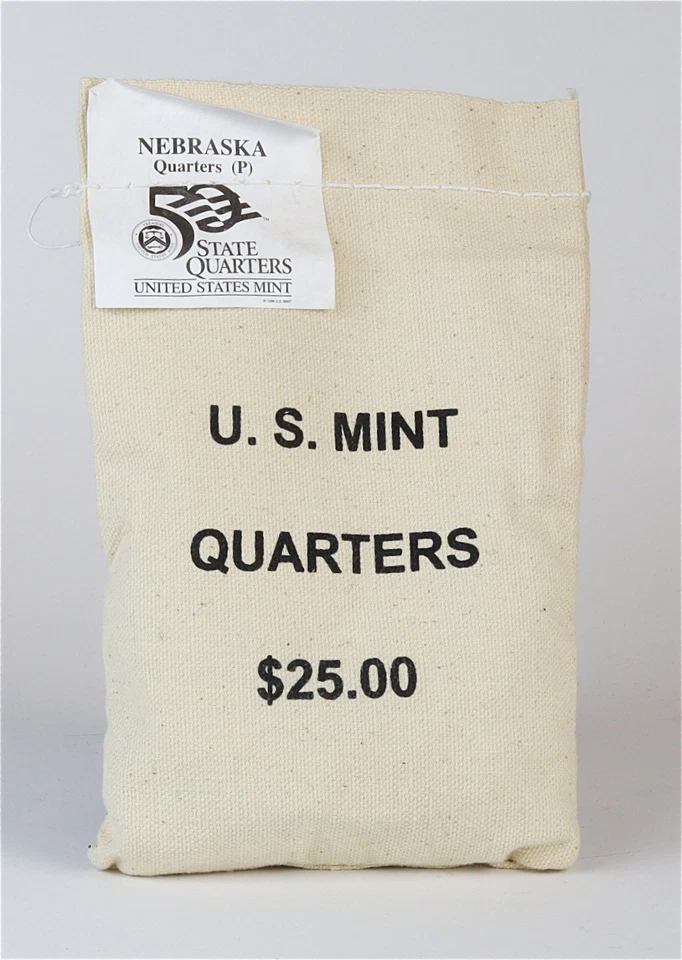 NEBRASKA
Quarters (P)
50
STATE
QUARTERS
UNITED STATES MINT
U. S. MINT
QUARTERS
$25.00